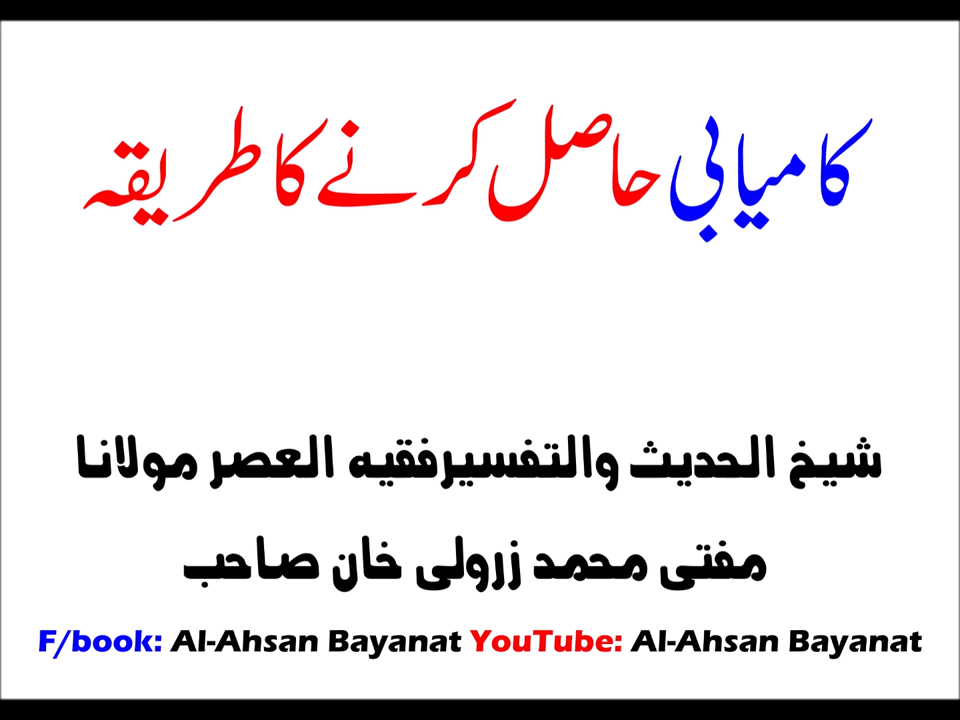 کامیابی حاصل کرنے کا طریقہ
شیخ الحدیث والتفسیرفقیه العصر مولانا
مفتی محمد زرولی خان صاحب
F/book: Al-Ahsan Bayanat YouTube: Al-Ahsan Bayanat